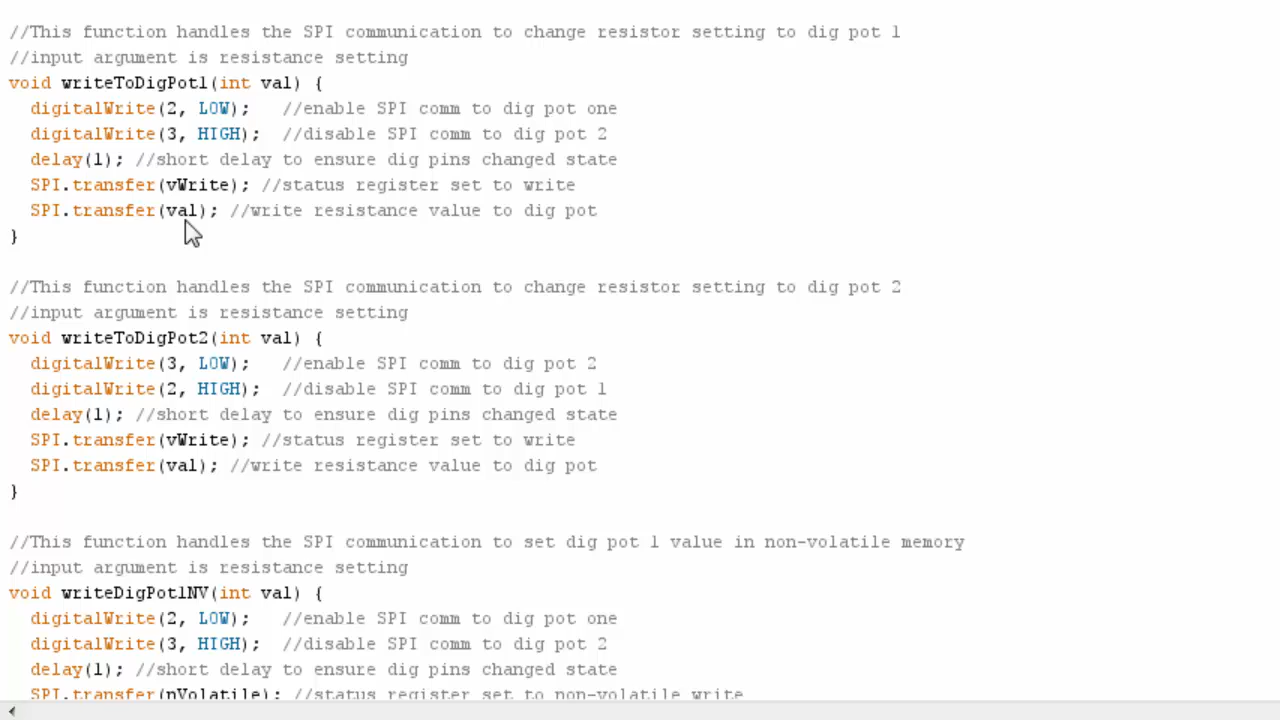 //This function handles the SPI communication to change resistor setting to dig pot 1
//input argument is resistance setting
void writeToDigPot1(int val) {
  digitalWrite(2, LOW);   //enable SPI comm to dig pot one
  digitalWrite(3, HIGH);  //disable SPI comm to dig pot 2
  delay(1); //short delay to ensure dig pins changed state
  SPI.transfer(vWrite); //status register set to write
  SPI.transfer(val); //write resistance value to dig pot
}

//This function handles the SPI communication to change resistor setting to dig pot 2
//input argument is resistance setting
void writeToDigPot2(int val) {
  digitalWrite(3, LOW);   //enable SPI comm to dig pot 2
  digitalWrite(2, HIGH);  //disable SPI comm to dig pot 1
  delay(1); //short delay to ensure dig pins changed state
  SPI.transfer(vWrite); //status register set to write
  SPI.transfer(val); //write resistance value to dig pot
}

//This function handles the SPI communication to set dig pot 1 value in non-volatile memory
//input argument is resistance setting
void writeDigPot1NV(int val) {
  digitalWrite(2, LOW);   //enable SPI comm to dig pot one
  digitalWrite(3, HIGH);  //disable SPI comm to dig pot 2
  delay(1); //short delay to ensure dig pins changed state
  SPI.transfer(nVolatile); //status register set to non-volatile write